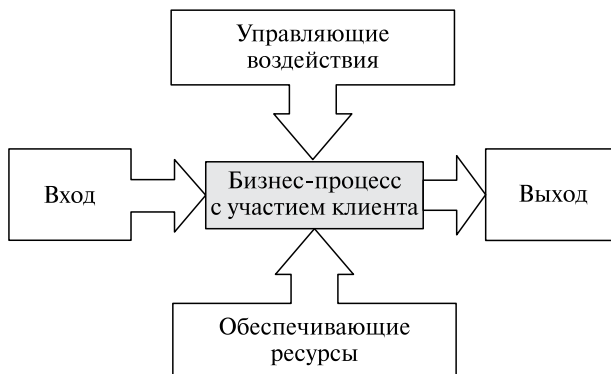 Управляющие
воздействия
Вход
Бизнес-процесс
с участием клиента
Выход
Обеспечивающие
ресурсы